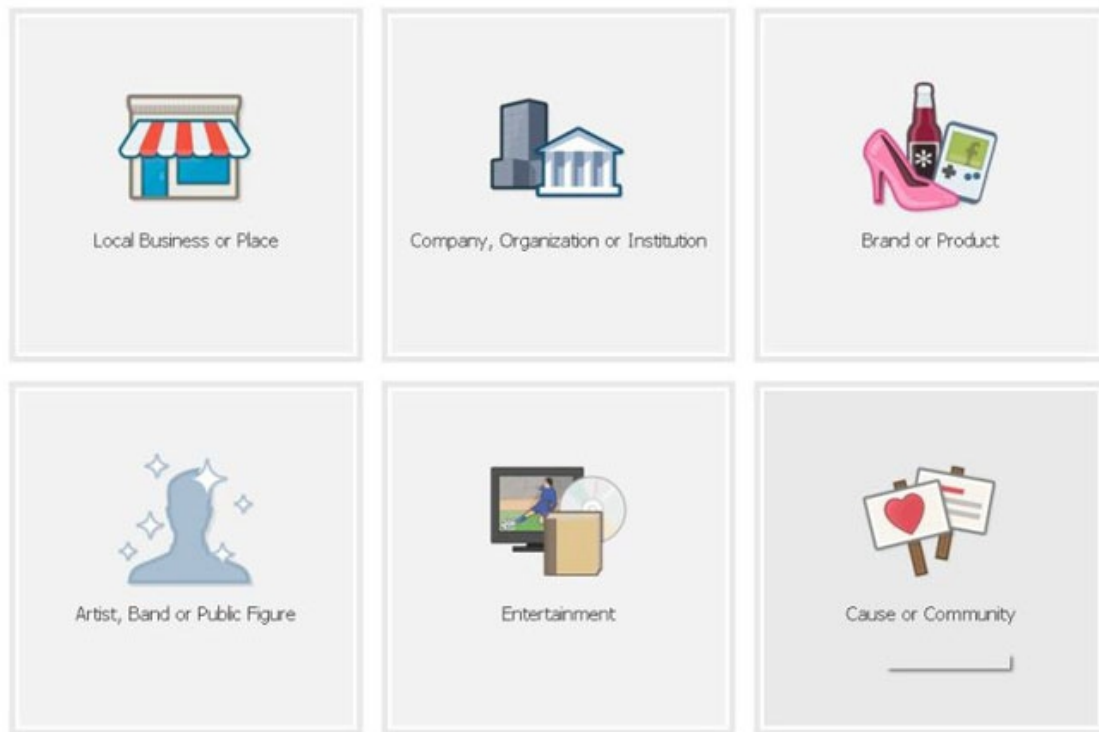 Local Business or Place
Company, Organization or Institution
Brand or Product
Artist, Band or Public Figure
Entertainment
Cause or Community